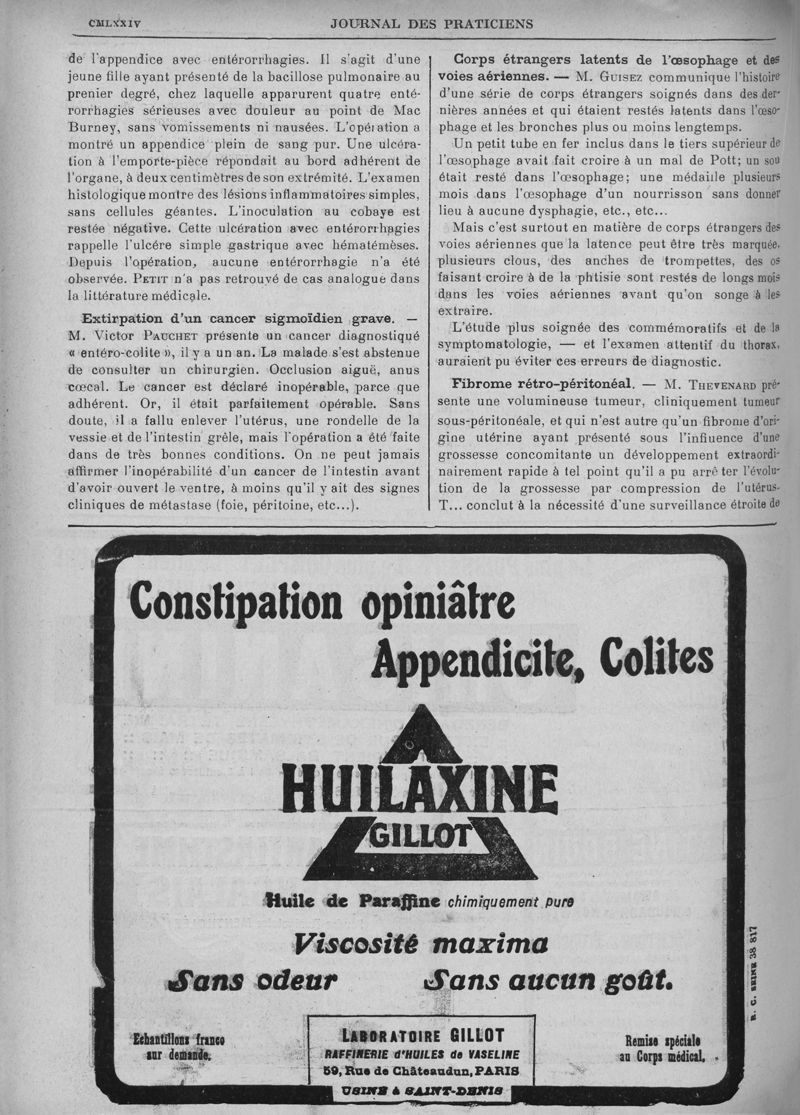 CMLXXIV
JOURNAL DES PRATICIENS
de l'appendice avec entérorrhagies. Il s'agit d'une
jeune fille ayant présenté de la bacillose pulmonaire au
prenier degré, chez laquelle apparurent quatre enté-
rorrhagies sérieuses avec douleur au point de Mac
Burney, sans vomissements ni nausées. L'opération a
montré un appendice plein de sang pur. Une ulcéra-
tion à l'emporte-pièce répondait au bord adhérent de
l'organe, à deux centimètres de son extrémité. L'examen
histologique montre des lésions inflammatoires simples,
sans cellules géantes. L'inoculation au cobaye est
restée négative. Cette ulcération avec entérorrhagies
rappelle l'ulcére simple gastrique avec hématémèses.
Depuis l'opération, aucune entérorrhagie n'a été
observée. PETIT n'a pas retrouvé de cas analogue dans
la littérature médicale.
Extirpation d'un cancer sigmoïdien grave. —
M. Victor PAUCHET présente un cancer diagnostiqué
« entéro-colite », il y a un an. La malade s'est abstenue
de consulter un chirurgien. Occlusion aiguë, anus
cœcal. Le cancer est déclaré inopérable, parce que
adhérent. Or, il était parfaitement opérable. Sans
doute, il a fallu enlever l'utérus, une rondelle de la
vessie et de l'intestin grêle, mais l'opération a été faite
dans de très bonnes conditions. On ne peut jamais
affirmer l'inopérabilité d'un cancer de l'intestin avant
d'avoir ouvert le ventre, à moins qu'il y ait des signes
cliniques de métastase (foie, péritoine, etc...).
Corps étrangers latents de l'œsophage et des
voies aériennes. — M. GUISEZ communique l'histoire
d'une série de corps étrangers soignés dans des der-
nières années et qui étaient restés latents dans l'œso-
phage et les bronches plus ou moins lengtemps.
Un petit tube en fer inclus dans le tiers supérieur de
l'œsophage avait fait croire à un mal de Pott; un sou
était resté dans l'œsophage; une médaille plusieurs
mois dans l'œsophage d'un nourrisson sans donner
lieu à aucune dysphagie, etc., etc...
Mais c'est surtout en matière de corps étrangers des
voies aériennes que la latence peut être très marquée,
plusieurs clous, des anches de trompettes, des os
faisant croire à de la phtisie sont restés de longs mois
dans les voies aériennes avant qu'on songe à les
extraire.
L'étude plus soignée des commémoratifs et de la
symptomatologie, — et l'examen attentif du thorax,
auraient pu éviter ces erreurs de diagnostic.
Fibrome rétro-péritonéal. — M. THEVENARD pré-
sente une volumineuse tumeur, cliniquement tumeur
sous-péritonéale, et qui n'est autre qu'un fibrome d'ori-
gine utérine ayant présenté sous l'influence d'une
grossesse concomitante un développement extraordi-
nairement rapide à tel point qu'il a pu arrê ter l'évolu-
tion de la grossesse par compression de l'utérus.
T... conclut à la nécessité d'une surveillance étroite de
Constipation opiniâtre
Appendicite, Colites
HUILAXINE
GILLOT
Huile de Paraffine chimiquement pure
Viscosité maxima
Sans odeur Sans aucun goût.
Echantillons franco
sur demande.
LABORATOIRE GILLOT
RAFFINERIE d'HUILES de VASELINE
59, Rue de Châteaudun, PARIS
USINE à SAINT-DENIS
Remise spéciale
au Corps médical.
R. C. SEINE 38 817